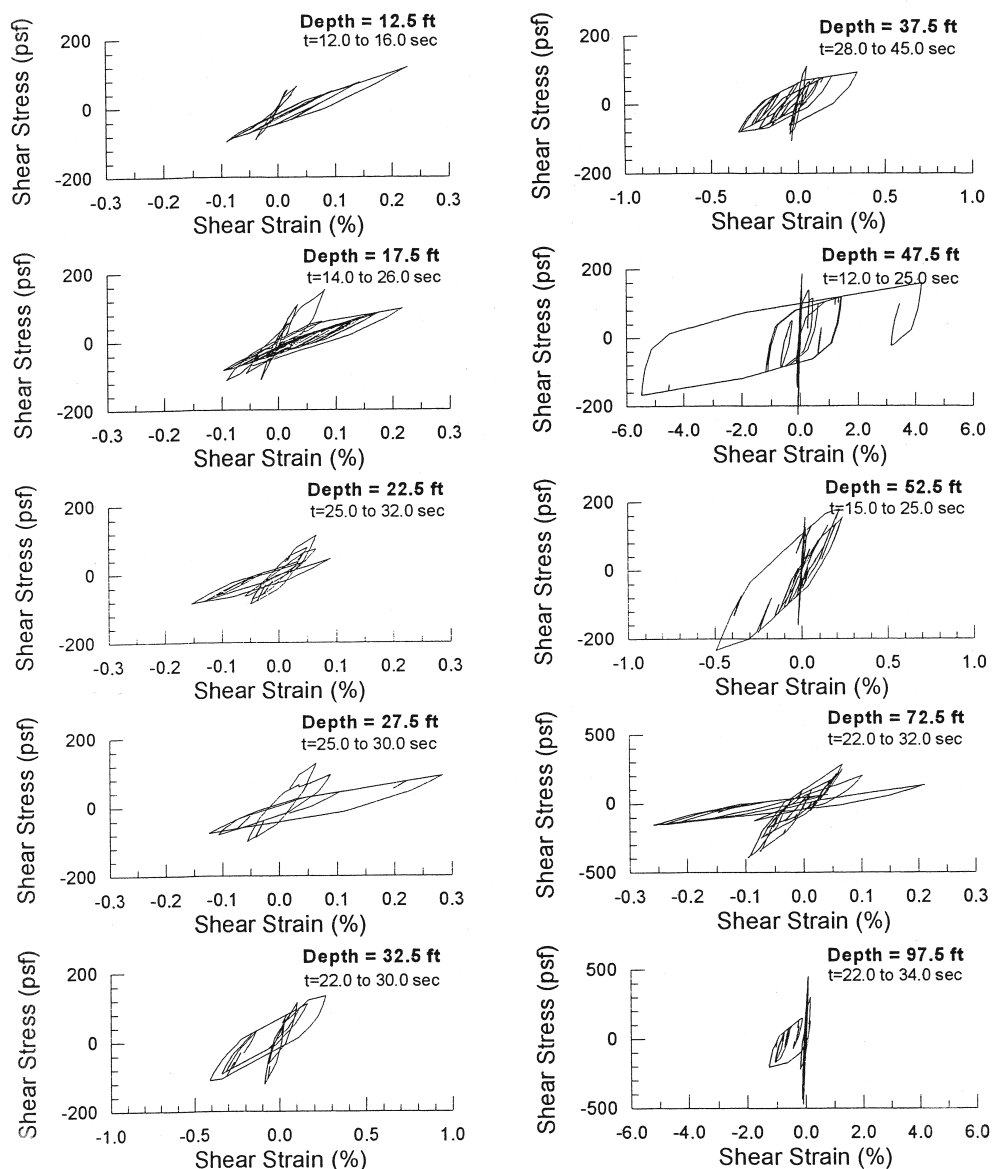 Depth = 12.5 ft
t=12.0 to 16.0 sec
Shear Stress (psf)
200
0
-200
-0.3 -0.2 -0.1 0.0 0.1 0.2 0.3
Shear Strain (%)
Depth = 17.5 ft
t=14.0 to 26.0 sec
Shear Stress (psf)
200
0
-200
-0.3 -0.2 -0.1 0.0 0.1 0.2 0.3
Shear Strain (%)
Depth = 22.5 ft
t=25.0 to 32.0 sec
Shear Stress (psf)
200
0
-200
-0.3 -0.2 -0.1 0.0 0.1 0.2 0.3
Shear Strain (%)
Depth = 27.5 ft
t=25.0 to 30.0 sec
Shear Stress (psf)
200
0
-200
-0.3 -0.2 -0.1 0.0 0.1 0.2 0.3
Shear Strain (%)
Depth = 32.5 ft
t=22.0 to 30.0 sec
Shear Stress (psf)
200
0
-200
-1.0 -0.5 0.0 0.5 1.0
Shear Strain (%)
Depth = 37.5 ft
t=28.0 to 45.0 sec
Shear Stress (psf)
200
0
-200
-1.0 -0.5 0.0 0.5 1.0
Shear Strain (%)
Depth = 47.5 ft
t=12.0 to 25.0 sec
Shear Stress (psf)
200
0
-200
-6.0 -4.0 -2.0 0.0 2.0 4.0 6.0
Shear Strain (%)
Depth = 52.5 ft
t=15.0 to 25.0 sec
Shear Stress (psf)
200
0
-200
-1.0 -0.5 0.0 0.5 1.0
Shear Strain (%)
Depth = 72.5 ft
t=22.0 to 32.0 sec
Shear Stress (psf)
500
0
-500
-0.3 -0.2 -0.1 0.0 0.1 0.2 0.3
Shear Strain (%)
Depth = 97.5 ft
t=22.0 to 34.0 sec
Shear Stress (psf)
500
0
-500
-6.0 -4.0 -2.0 0.0 2.0 4.0 6.0
Shear Strain (%)